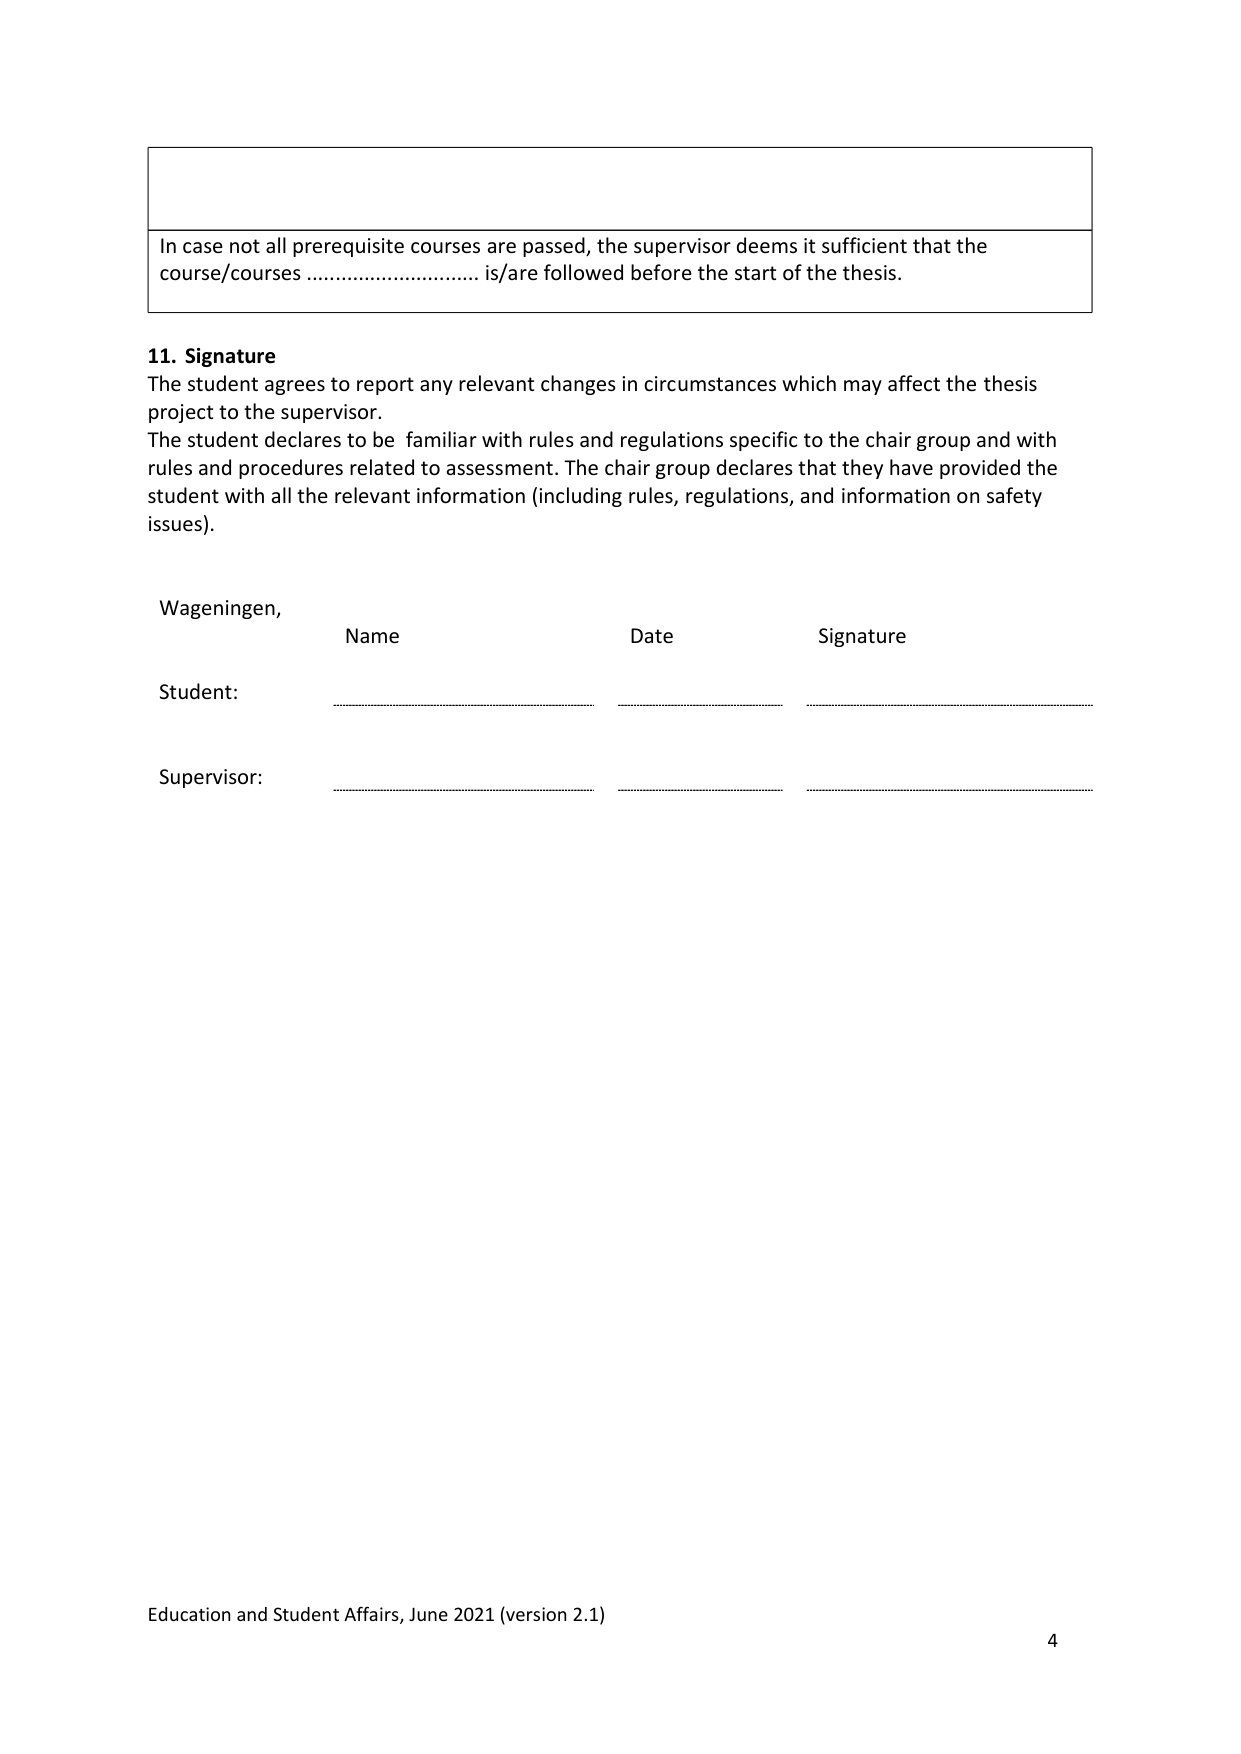 In case not all prerequisite courses are passed, the supervisor deems it sufficient that the
course/courses .............................. is/are followed before the start of the thesis.
11. Signature
The student agrees to report any relevant changes in circumstances which may affect the thesis
project to the supervisor.
The student declares to be  familiar with rules and regulations specific to the chair group and with
rules and procedures related to assessment. The chair group declares that they have provided the
student with all the relevant information (including rules, regulations, and information on safety
issues).
Wageningen,
Name Date Signature
Student:
Supervisor:
Education and Student Affairs, June 2021 (version 2.1)
4